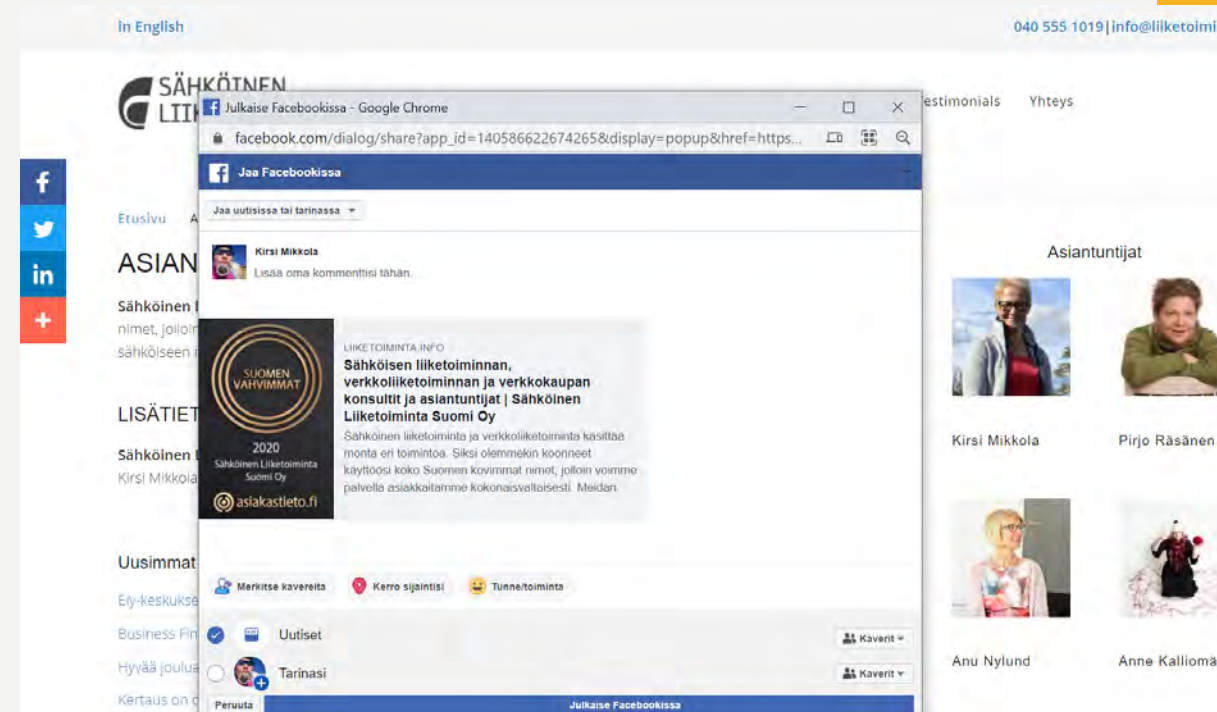 in English
040 555 1019|info@liiketoimi
SÄHKÖINEN
LIIK
estimonials Yhteys
Julkaise Facebookissa - Google Chrome
facebook.com/dialog/share?app_id=140586622674265&display=popup&href=https...
Jaa Facebookissa
Jaa uutisissa tai tarinassa
Etusivu A
Kirsi Mikkola
Lisää oma kommenttisi tähän...
ASIAN
Asiantuntijat
Sähköinen l
nimet, jolloin
sähköiseen
SUOMEN
VAHVIMMAT
2020
Sähköinen Liiketoiminta
Suomi Oy
asiakastieto.fi
LIIKETOIMINTA.INFO
Sähköisen liiketoiminnan,
verkkoliiketoiminnan ja verkkokaupan
konsultit ja asiantuntijat | Sähköinen
Liiketoiminta Suomi Oy
Sähköinen liiketoiminta ja verkkoliiketoiminta käsittää
monta eri toimintoa. Siksi olemmekin koonneet
käyttöösi koko Suomen kovimmat nimet, jolloin voimme
palvella asiakkaitamme kokonaisvaltaisesti. Meidän
LISÄTIET
Sähköinen L
Kirsi Mikkola
Kirsi Mikkola
Pirjo Räsänen
Uusimmat
Ely-keskukse
Business Fin
Hyvää joulua
Kertaus on o
Merkitse kavereita
Kerro sijaintisi
Tunne/toiminta
Uutiset
Kaverit
Tarinasi
Kaverit
Peruuta
Julkaise Facebookissa
Anu Nylund
Anne Kalliomä